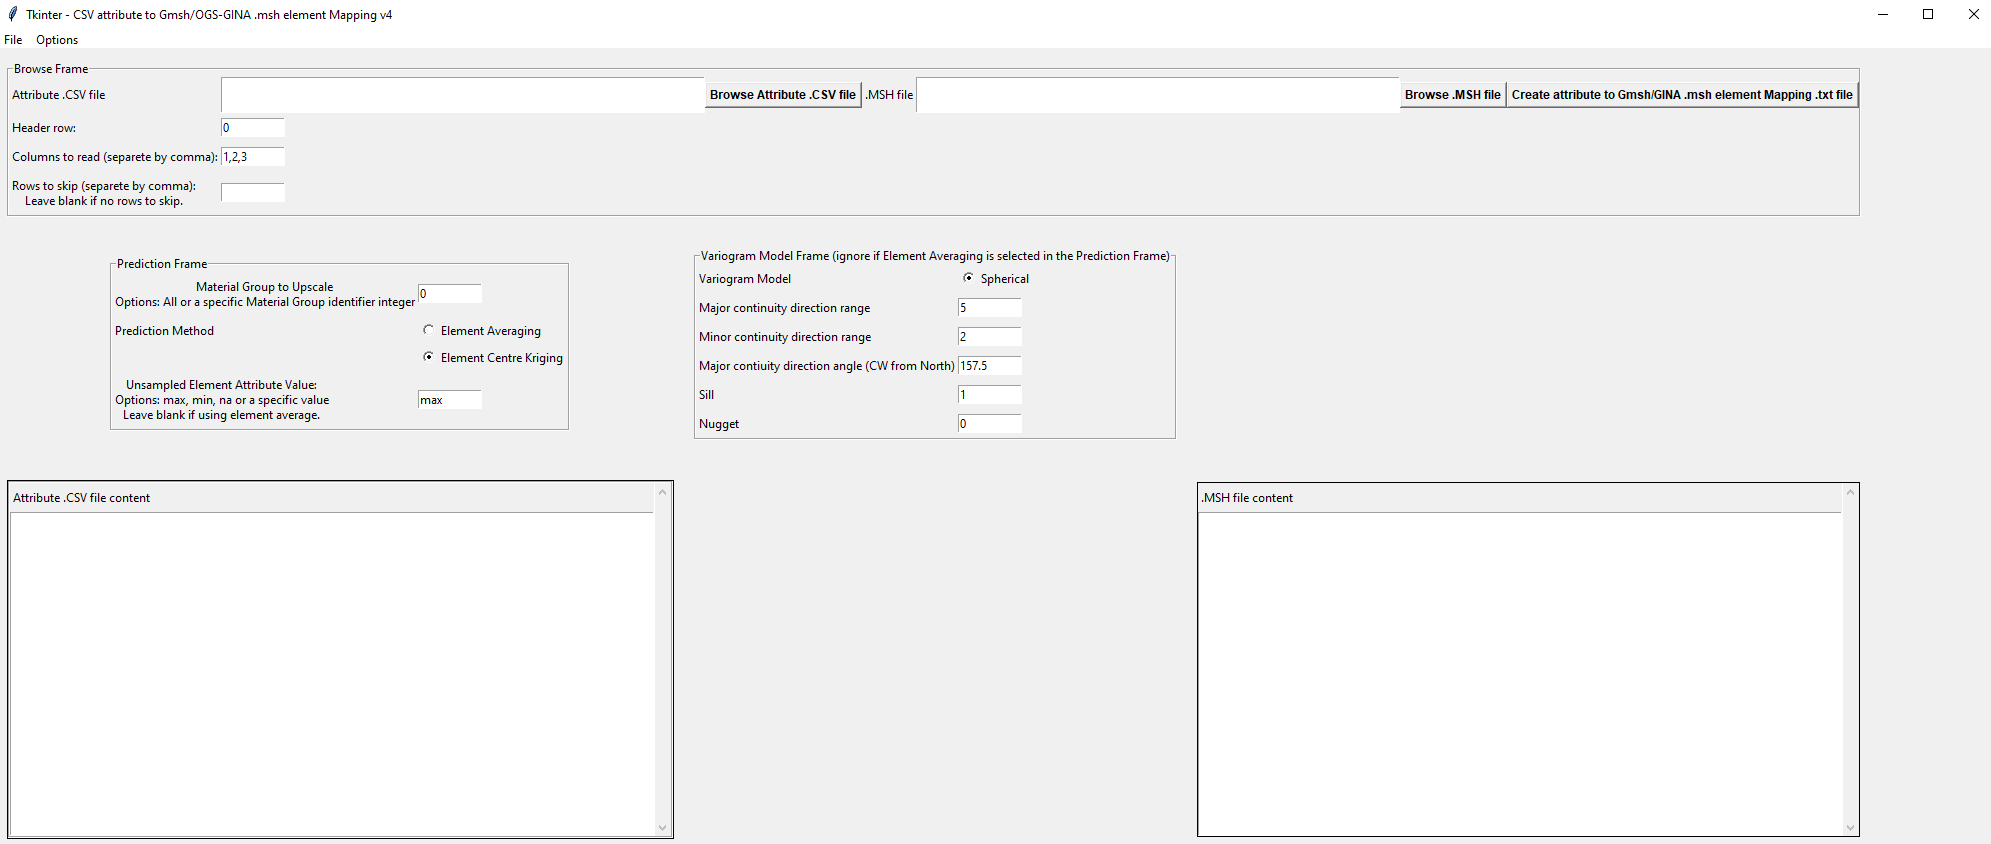 Tkinter - CSV attribute to Gmsh/OGS-GINA .msh element Mapping v4
File Options
Browse Frame
Attribute .CSV file Browse Attribute .CSV file .MSH file Browse .MSH file Create attribute to Gmsh/GINA .msh element Mapping .txt file
Header row: 0
Columns to read (separete by comma): 1,2,3
Rows to skip (separete by comma):
Leave blank if no rows to skip.
Prediction Frame
Material Group to Upscale
Options: All or a specific Material Group identifier integer 0
Prediction Method Element Averaging
Element Centre Kriging
Unsampled Element Attribute Value:
Options: max, min, na or a specific value max
Leave blank if using element average.
Variogram Model Frame (ignore if Element Averaging is selected in the Prediction Frame)
Variogram Model Spherical
Major continuity direction range 5
Minor continuity direction range 2
Major contiuity direction angle (CW from North) 157.5
Sill 1
Nugget 0
Attribute .CSV file content
.MSH file content